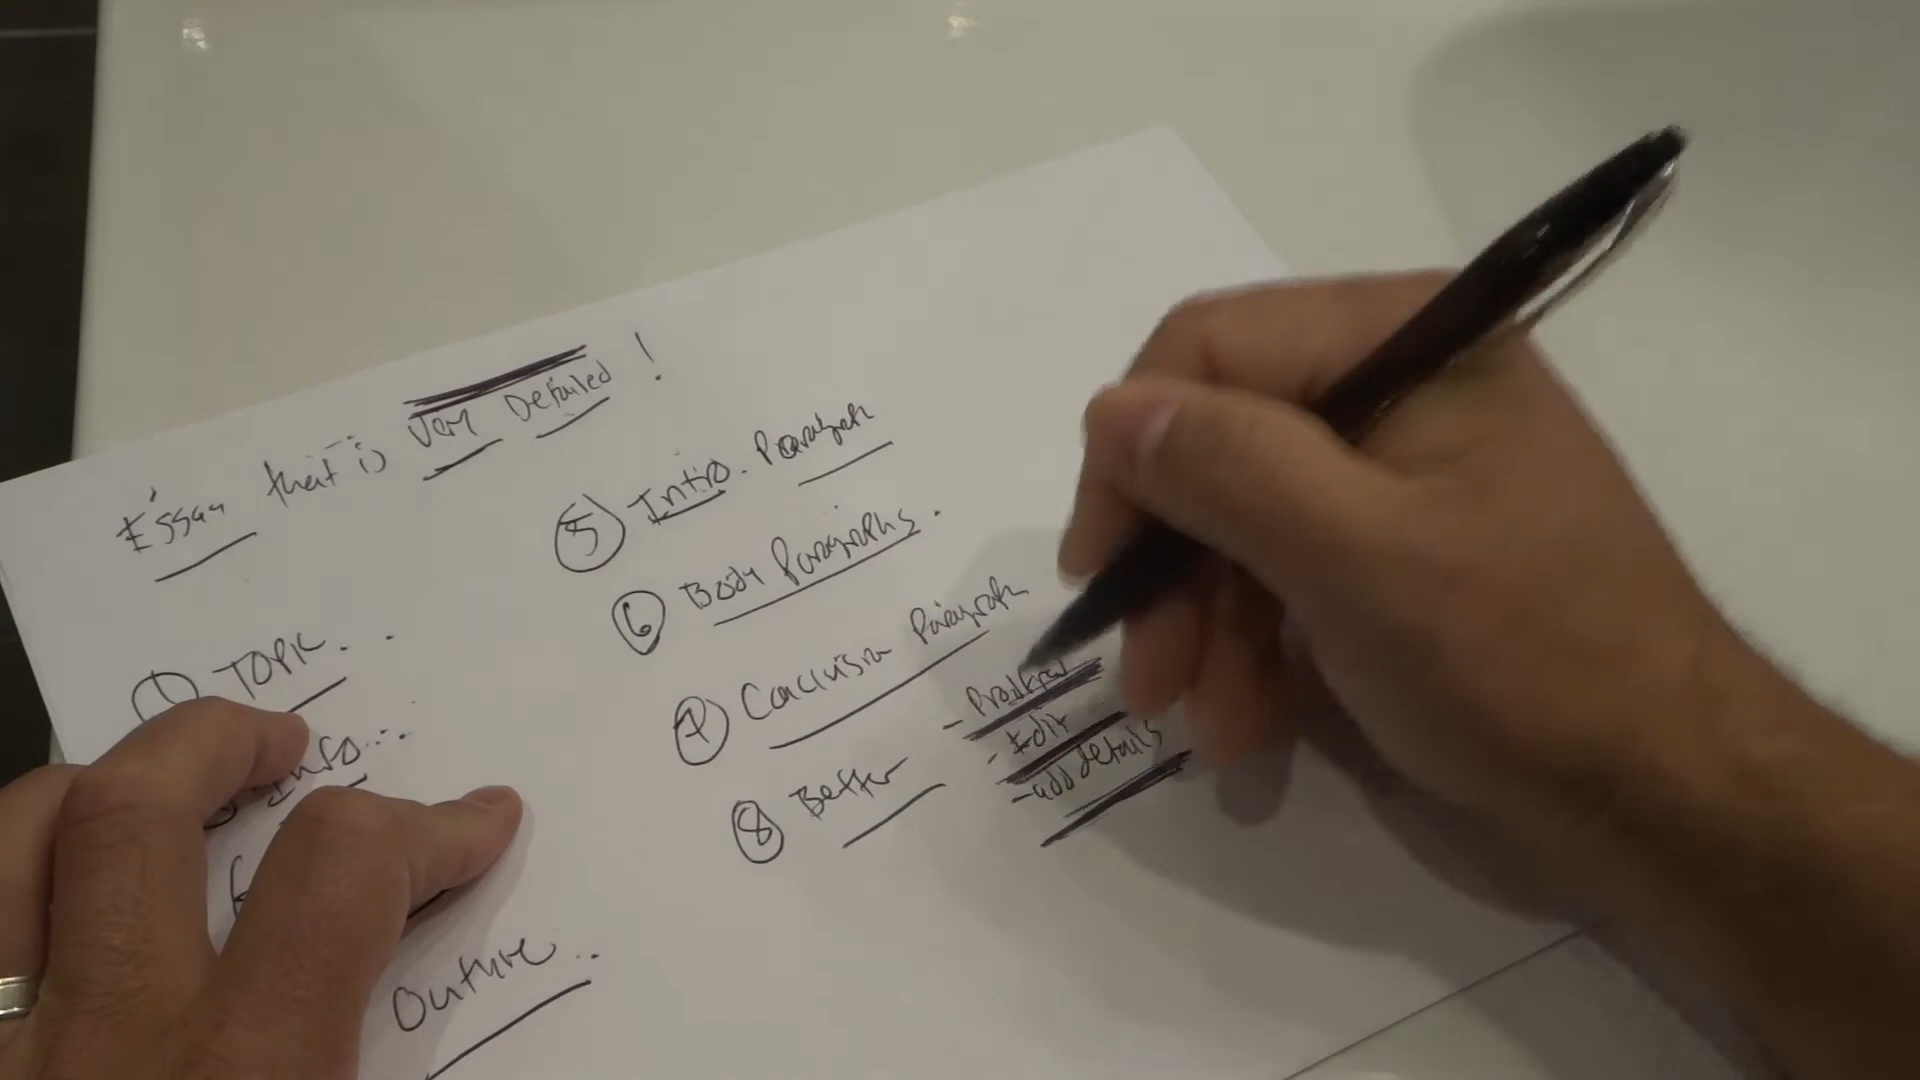 Essay that is Very Detailed !
① TOPIC. .
Info...
Outline..
⑤ Intro. Paragraph
⑥ Body Paragraphs.
⑦ Conclusion Paragraph
⑧ Better
- Proofread
- Edit
- add details